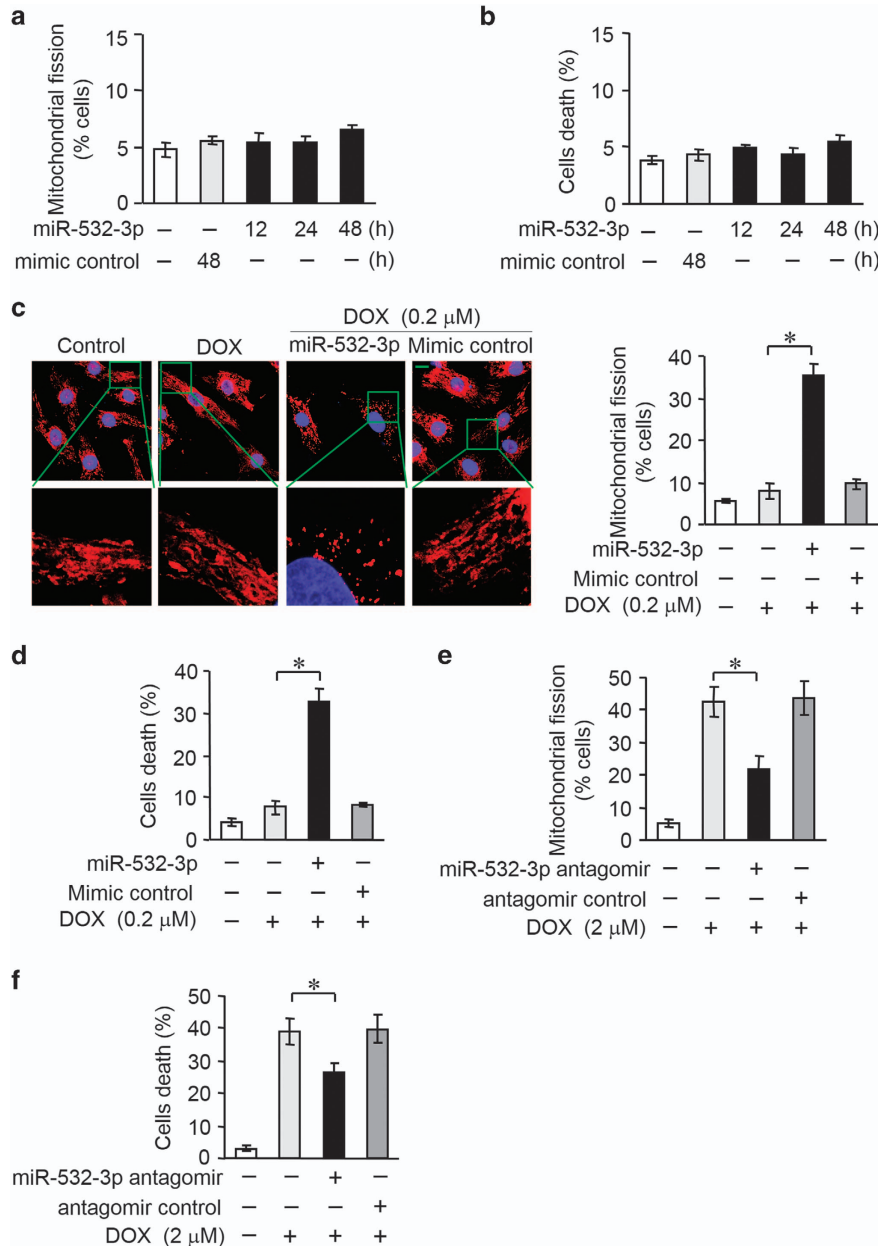 a
Mitochondrial fission
(% cells)
15
10
5
0
miR-532-3p – – 12 24 48 (h)
mimic control – 48 – – – (h)
b
Cells death (%)
15
10
5
0
miR-532-3p – – 12 24 48 (h)
mimic control – 48 – – – (h)
c
DOX (0.2 μM)
Control DOX miR-532-3p Mimic control
Mitochondrial fission
(% cells)
40
30
20
10
0
*
miR-532-3p – – + –
Mimic control – – – +
DOX (0.2 μM) – + + +
d
Cells death (%)
40
30
20
10
0
*
miR-532-3p – – + –
Mimic control – – – +
DOX (0.2 μM) – + + +
e
Mitochondrial fission
(% cells)
50
40
30
20
10
0
*
miR-532-3p antagomir – – + –
antagomir control – – – +
DOX (2 μM) – + + +
f
Cells death (%)
50
40
30
20
10
0
*
miR-532-3p antagomir – – + –
antagomir control – – – +
DOX (2 μM) – + + +